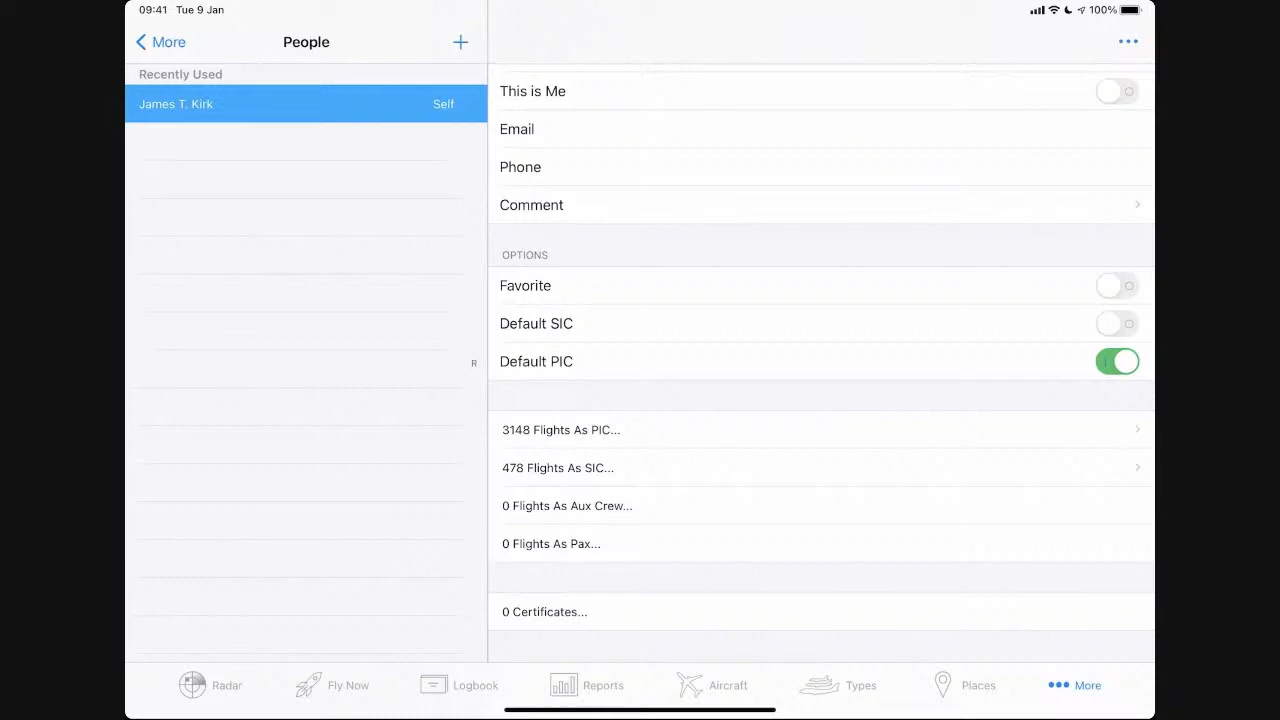 09:41 Tue 9 Jan
100%
More
People
Recently Used
James T. Kirk Self
R
This is Me
Email
Phone
Comment
OPTIONS
Favorite
Default SIC
Default PIC
3148 Flights As PIC...
478 Flights As SIC...
0 Flights As Aux Crew...
0 Flights As Pax...
0 Certificates...
Radar Fly Now Logbook Reports Aircraft Types Places More